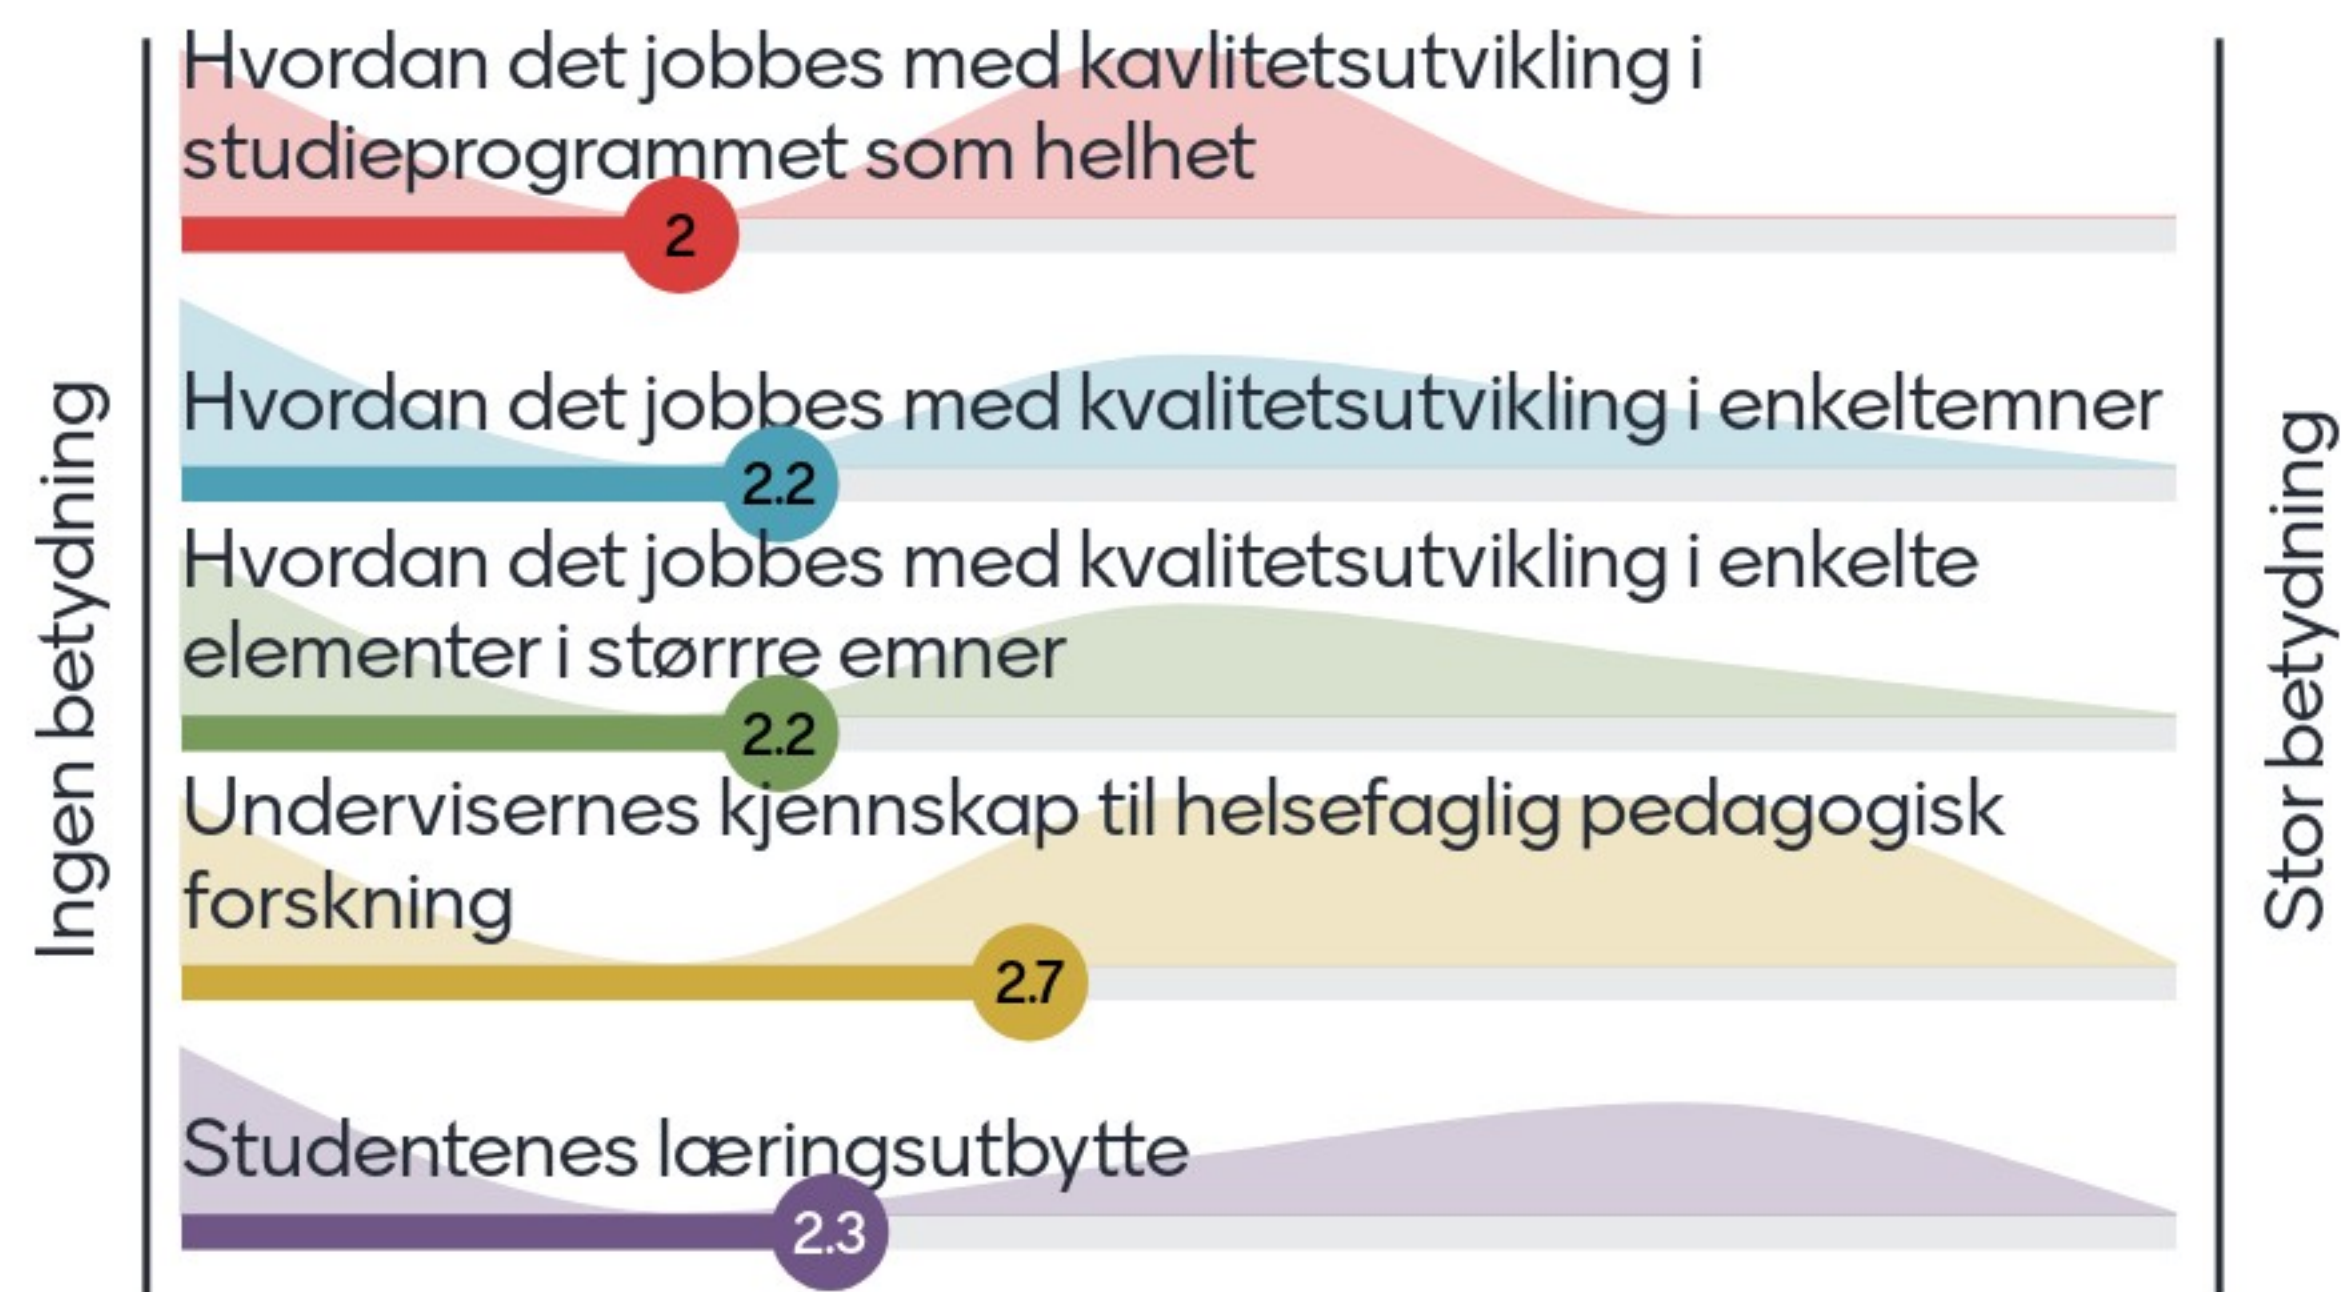 Hvordan det jobbes med kavlitetsutvikling i
studieprogrammet som helhet
2
Hvordan det jobbes med kvalitetsutvikling i enkeltemner
2.2
Hvordan det jobbes med kvalitetsutvikling i enkelte
elementer i størrre emner
2.2
Undervisernes kjennskap til helsefaglig pedagogisk
forskning
2.7
Studentenes læringsutbytte
2.3
Ingen betydning
Stor betydning